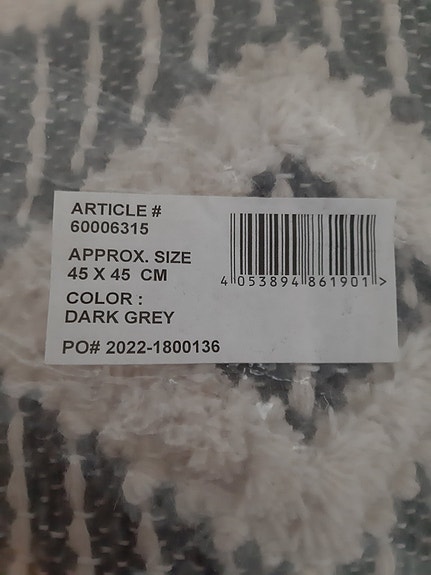 ARTICLE #
60006315
APPROX. SIZE
45 X 45 CM
COLOR :
DARK GREY
PO# 2022-1800136
4 053894 861901 >